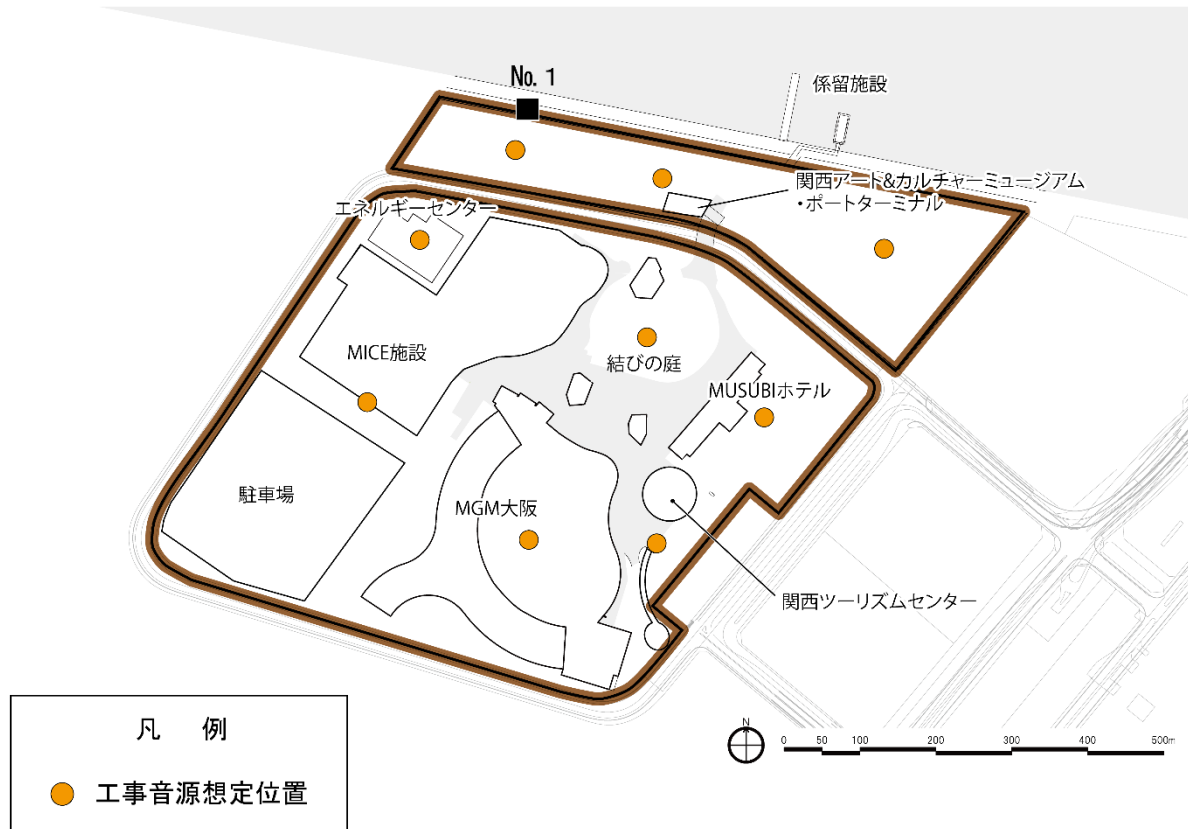 No. 1
係留施設
関西アート&カルチャーミュージアム
・ポートターミナル
エネルギーセンター
MICE施設
結びの庭
MUSUBIホテル
駐車場
MGM大阪
関西ツーリズムセンター
凡 例
工事音源想定位置
N
0 50 100 200 300 400 500m